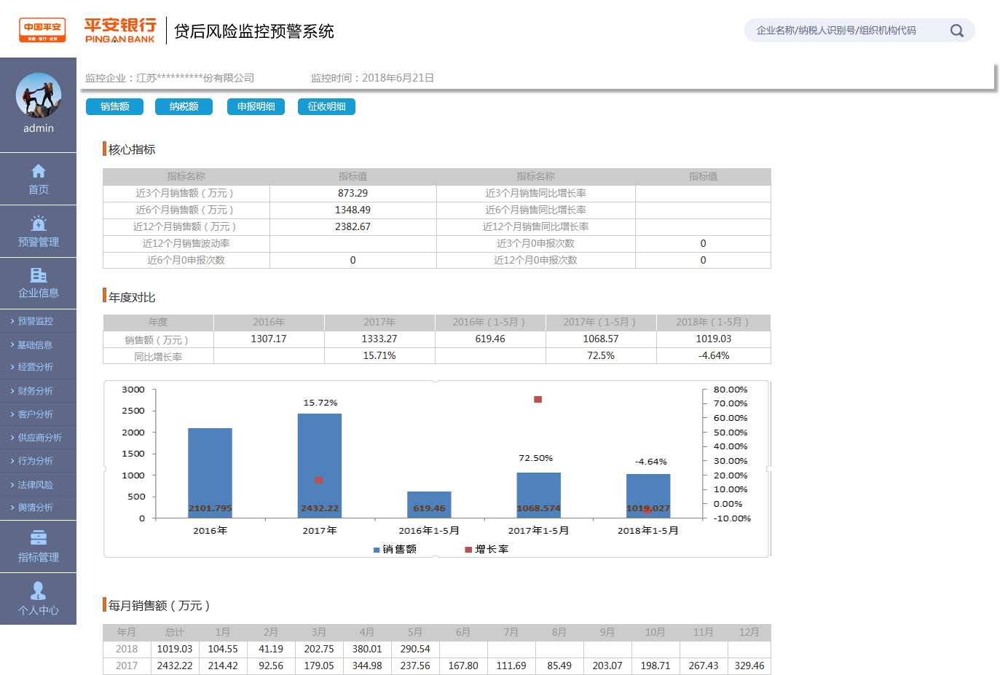 中国平安
保险·银行·投资
平安银行
PING AN BANK
贷后风险监控预警系统
企业名称/纳税人识别号/组织机构代码
admin
首页
预警管理
企业信息
预警监控
基础信息
经营分析
财务分析
客户分析
供应商分析
行为分析
法律风险
舆情分析
指标管理
个人中心
监控企业：江苏**********份有限公司 监控时间：2018年6月21日
销售额 纳税额 申报明细 征收明细
核心指标
指标名称 指标值 指标名称 指标值
近3个月销售额（万元） 873.29 近3个月销售同比增长率
近6个月销售额（万元） 1348.49 近6个月销售同比增长率
近12个月销售额（万元） 2382.67 近12个月销售同比增长率
近12个月销售波动率 近3个月0申报次数 0
近6个月0申报次数 0 近12个月0申报次数 0
年度对比
年度 2016年 2017年 2016年（1-5月） 2017年（1-5月） 2018年（1-5月）
销售额（万元） 1307.17 1333.27 619.46 1068.57 1019.03
同比增长率 15.71% 72.5% -4.64%
3000 80.00%
15.72% 70.00%
2500 60.00%
2000 50.00%
1500 40.00%
72.50% -4.64% 30.00%
1000 20.00%
500 10.00%
2101.795 2432.22 619.46 1068.574 1019.027 0.00%
0 -10.00%
2016年 2017年 2016年1-5月 2017年1-5月 2018年1-5月
销售额 增长率
每月销售额（万元）
年月 总计 1月 2月 3月 4月 5月 6月 7月 8月 9月 10月 11月 12月
2018 1019.03 104.55 41.19 202.75 380.01 290.54
2017 2432.22 214.42 92.56 179.05 344.98 237.56 167.80 111.69 85.49 203.07 198.71 267.43 329.46